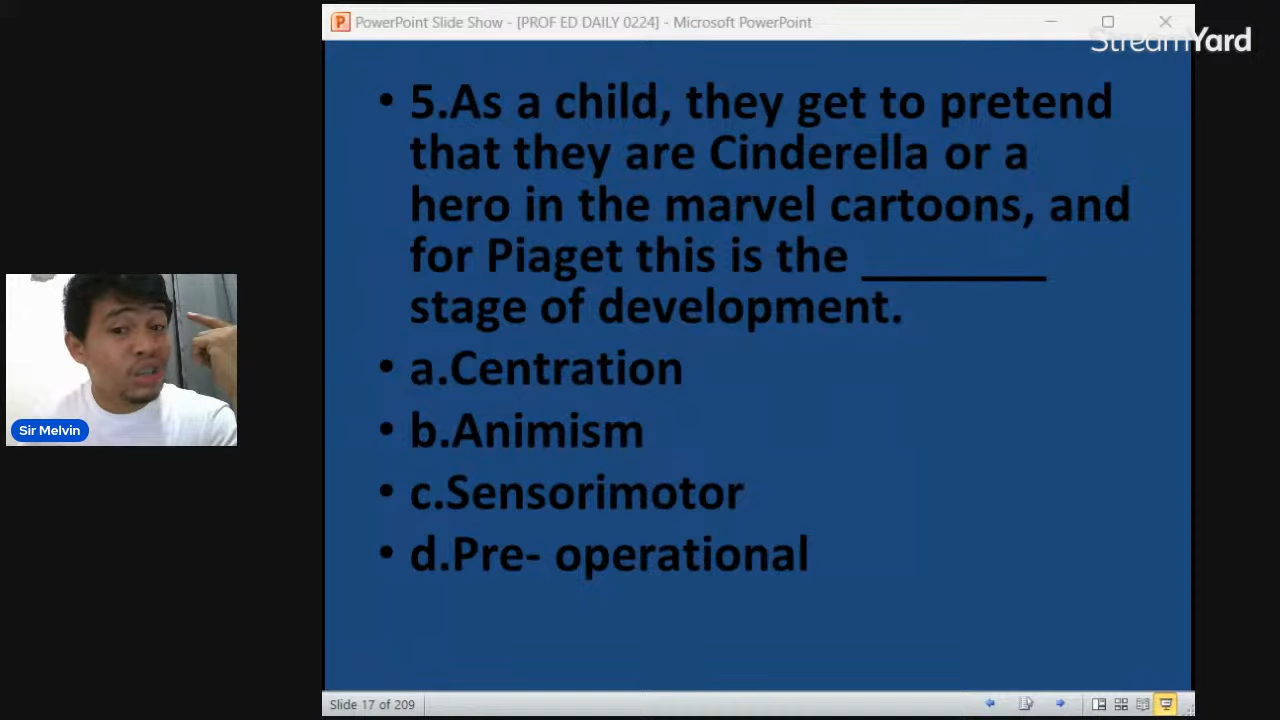 PowerPoint Slide Show - [PROF ED DAILY 0224] - Microsoft PowerPoint
StreamYard
• 5.As a child, they get to pretend
that they are Cinderella or a
hero in the marvel cartoons, and
for Piaget this is the _______
stage of development.
• a.Centration
• b.Animism
• c.Sensorimotor
• d.Pre- operational
Sir Melvin
Slide 17 of 209